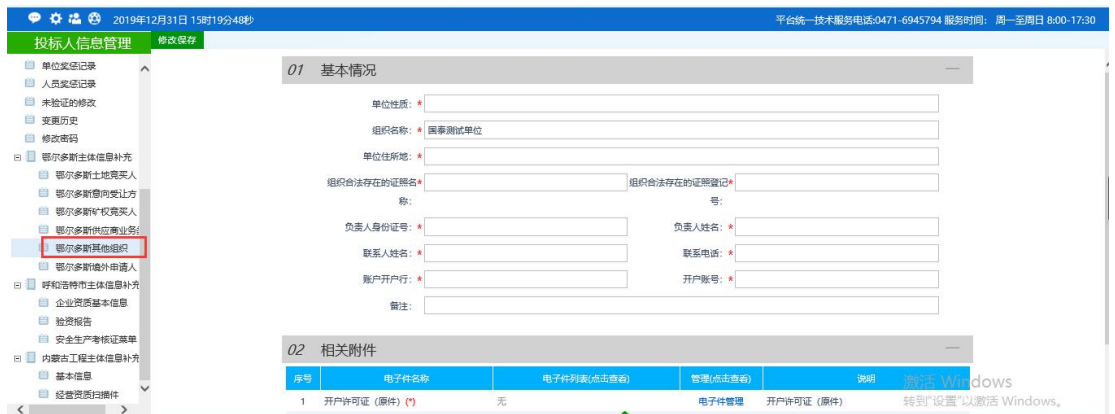 2019年12月31日 15时19分48秒
平台统一技术服务电话:0471-6945794 服务时间: 周一至周日 8:00-17:30
投标人信息管理
修改保存
单位奖惩记录
人员奖惩记录
未验证的修改
变更历史
修改密码
鄂尔多斯主体信息补充
鄂尔多斯土地竞买人
鄂尔多斯意向受让方
鄂尔多斯矿权竞买人
鄂尔多斯供应商业务
鄂尔多斯其他组织
鄂尔多斯境外申请人
呼和浩特市主体信息补充
企业资质基本信息
验资报告
安全生产考核证菜单
内蒙古工程主体信息补充
基本信息
经营资质扫描件
01 基本情况
单位性质: *
组织名称: * 国泰测试单位
单位住所地: *
组织合法存在的证照名* 组织合法存在的证照登记*
称: 号:
负责人身份证号: * 负责人姓名: *
联系人姓名: * 联系电话: *
账户开户行: * 开户账号: *
备注:
02 相关附件
序号 电子件名称 电子件列表(点击查看) 管理(点击查看) 说明
1 开户许可证（原件）(*) 无 电子件管理 开户许可证（原件）
激活 Windows
转到"设置"以激活 Windows。